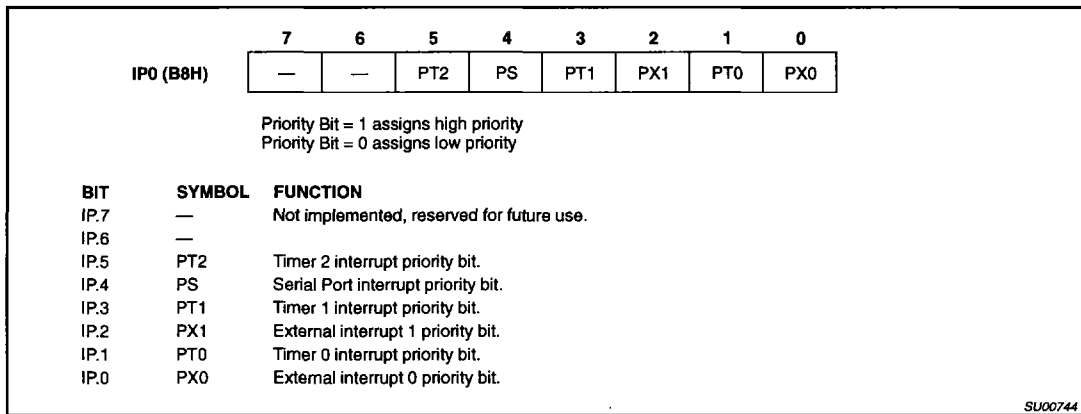 7 6 5 4 3 2 1 0
IP0 (B8H) — — PT2 PS PT1 PX1 PT0 PX0
Priority Bit = 1 assigns high priority
Priority Bit = 0 assigns low priority
BIT SYMBOL FUNCTION
IP.7 — Not implemented, reserved for future use.
IP.6 —
IP.5 PT2 Timer 2 interrupt priority bit.
IP.4 PS Serial Port interrupt priority bit.
IP.3 PT1 Timer 1 interrupt priority bit.
IP.2 PX1 External interrupt 1 priority bit.
IP.1 PT0 Timer 0 interrupt priority bit.
IP.0 PX0 External interrupt 0 priority bit.
SU00744